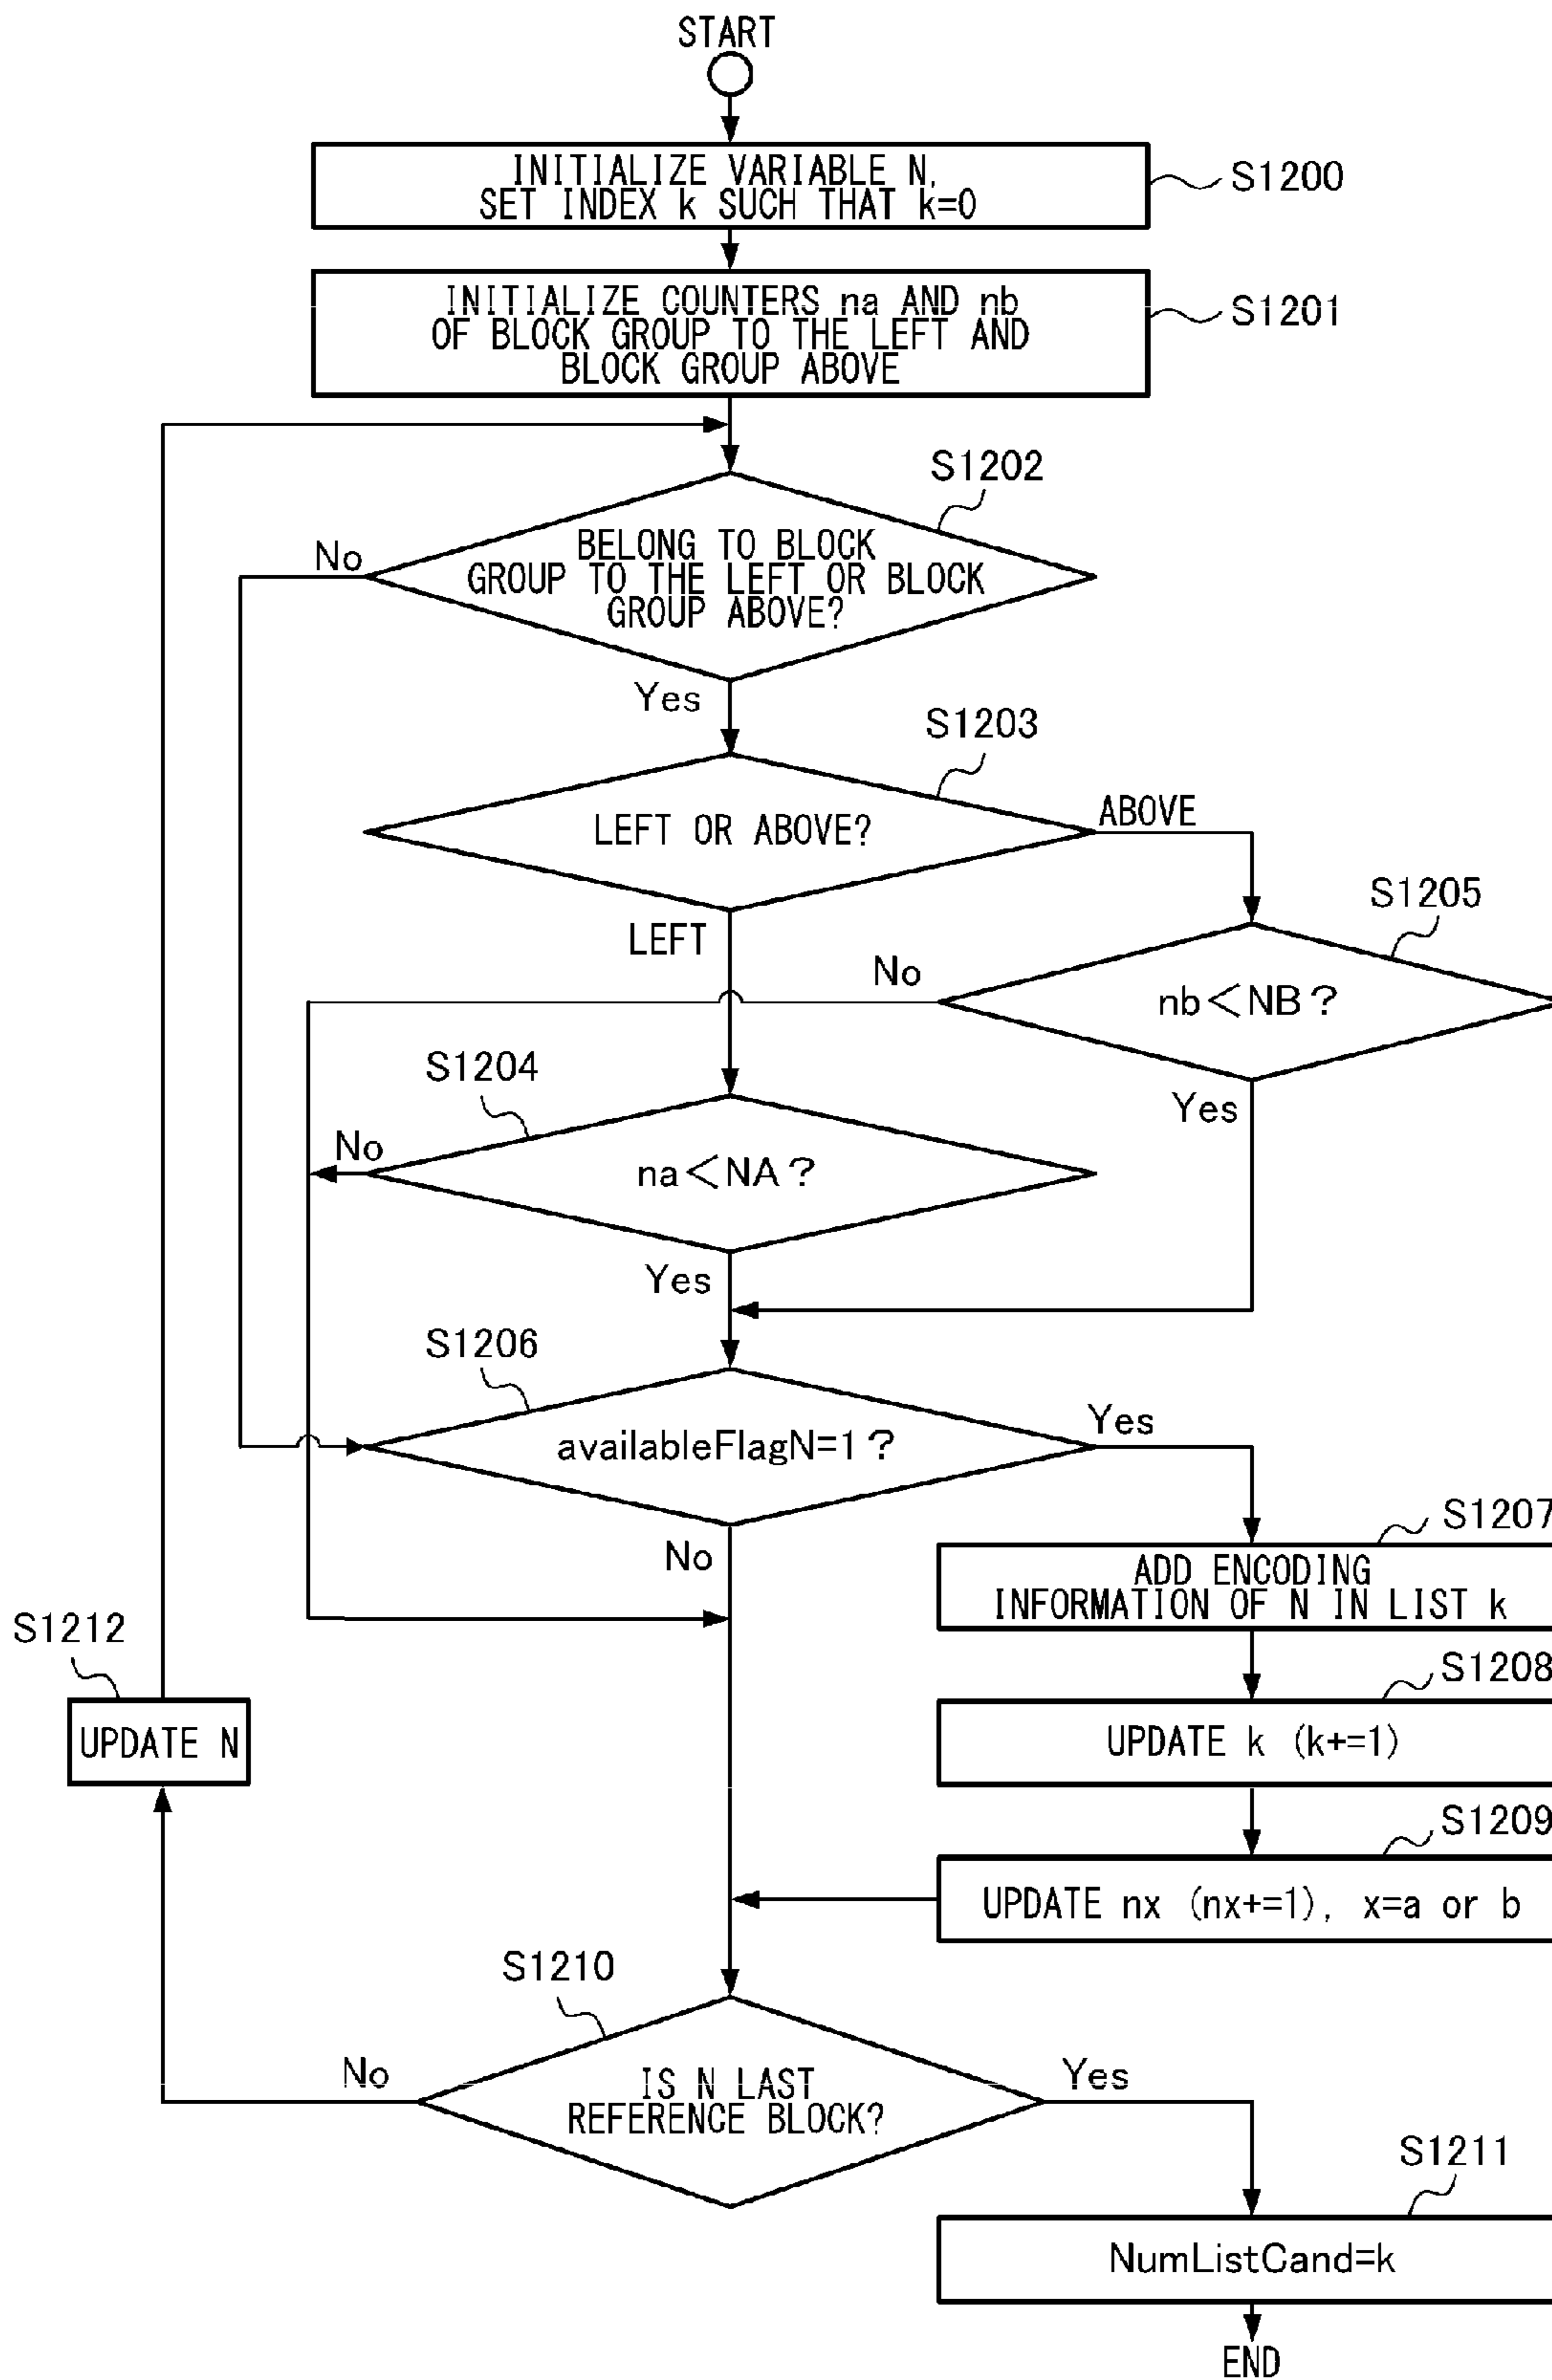 START
INITIALIZE VARIABLE N,
SET INDEX k SUCH THAT k=0
S1200
INITIALIZE COUNTERS na AND nb
OF BLOCK GROUP TO THE LEFT AND
BLOCK GROUP ABOVE
S1201
S1202
BELONG TO BLOCK
GROUP TO THE LEFT OR BLOCK
GROUP ABOVE?
No
Yes
S1203
LEFT OR ABOVE?
ABOVE
LEFT
S1205
nb<NB?
No
Yes
S1204
na<NA?
No
Yes
S1206
availableFlagN=1?
Yes
No
S1207
ADD ENCODING
INFORMATION OF N IN LIST k
S1208
UPDATE k (k+=1)
S1209
UPDATE nx (nx+=1), x=a or b
S1212
UPDATE N
S1210
IS N LAST
REFERENCE BLOCK?
No
Yes
S1211
NumListCand=k
END